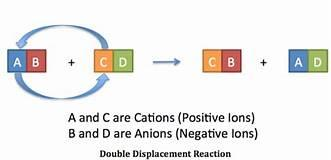 A B + C D → C B + A D
A and C are Cations (Positive Ions)
B and D are Anions (Negative Ions)
Double Displacement Reaction